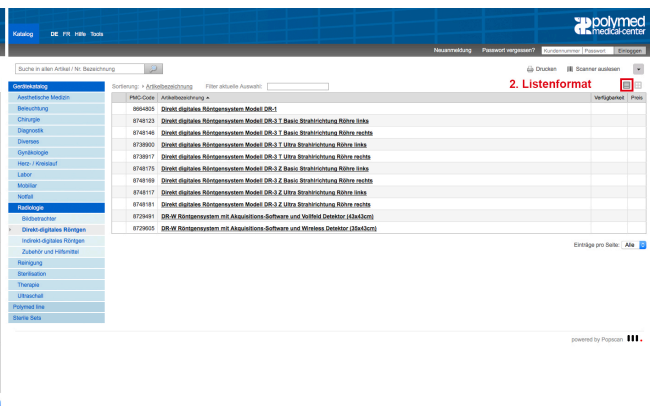 polymed
medical-center
Katalog DE FR Hilfe Tools
Neuanmeldung Passwort vergessen? Kundennummer Passwort Einloggen
Suche in allen Artikel / Nr. Bezeichnung
Drucken Scanner auslesen
Gerätekatalog
Sortierung: Artikelbezeichnung Filter aktuelle Auswahl:
2. Listenformat
PMC-Code Artikelbezeichnung Verfügbarkeit Preis
8664805 Direkt digitales Röntgensystem Modell DR-1
8748123 Direkt digitales Röntgensystem Modell DR-3 T Basic Strahlrichtung Röhre links
8748146 Direkt digitales Röntgensystem Modell DR-3 T Basic Strahlrichtung Röhre rechts
8738900 Direkt digitales Röntgensystem Modell DR-3 T Ultra Strahlrichtung Röhre links
8738917 Direkt digitales Röntgensystem Modell DR-3 T Ultra Strahlrichtung Röhre rechts
8748175 Direkt digitales Röntgensystem Modell DR-3 Z Basic Strahlrichtung Röhre links
8748169 Direkt digitales Röntgensystem Modell DR-3 Z Basic Strahlrichtung Röhre rechts
8748117 Direkt digitales Röntgensystem Modell DR-3 Z Ultra Strahlrichtung Röhre links
8748181 Direkt digitales Röntgensystem Modell DR-3 Z Ultra Strahlrichtung Röhre rechts
8729491 DR-W Röntgensystem mit Akquisitions-Software und Vollfeld Detektor (43x43cm)
8729605 DR-W Röntgensystem mit Akquisitions-Software und Wireless Detektor (35x43cm)
Einträge pro Seite: Alle
Aesthetische Medizin
Beleuchtung
Chirurgie
Diagnostik
Diverses
Gynäkologie
Herz- / Kreislauf
Labor
Mobiliar
Notfall
Radiologie
Bildbetrachter
Direkt-digitales Röntgen
Indirekt-digitales Röntgen
Zubehör und Hilfsmittel
Reinigung
Sterilisation
Therapie
Ultraschall
Polymed line
Sterile Sets
powered by Popscan